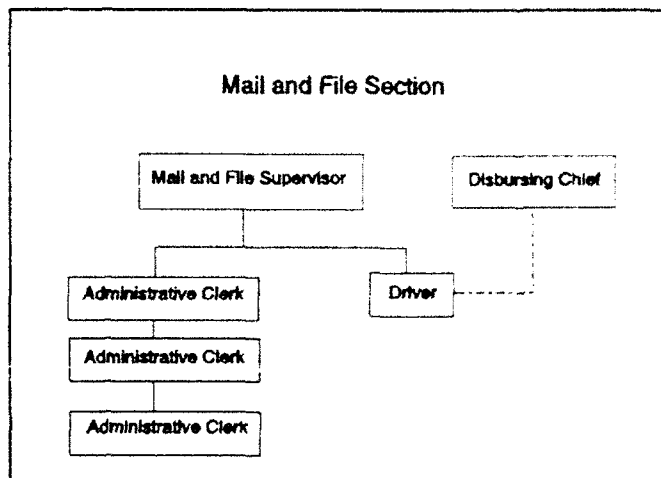 Mail and File Section
Mail and File Supervisor
Disbursing Chief
Administrative Clerk
Driver
Administrative Clerk
Administrative Clerk